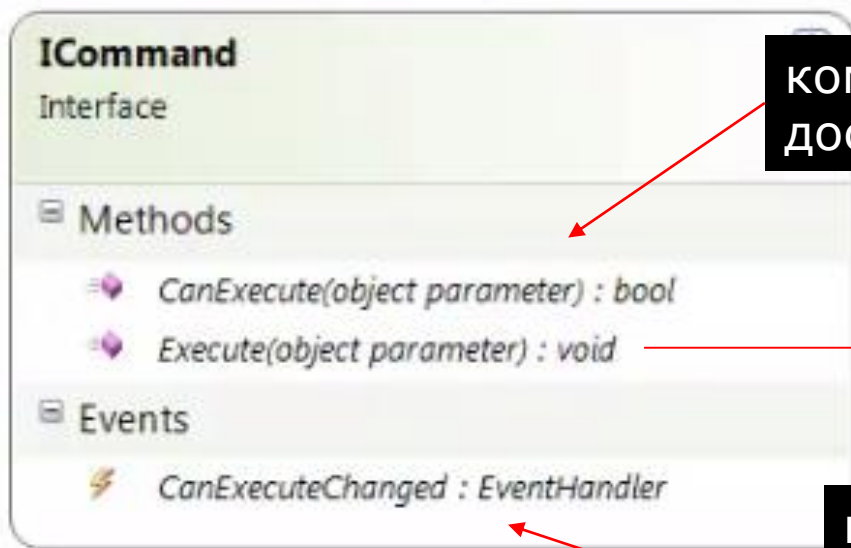 ICommand
Interface
Methods
CanExecute(object parameter) : bool
Execute(object parameter) : void
Events
CanExecuteChanged : EventHandler